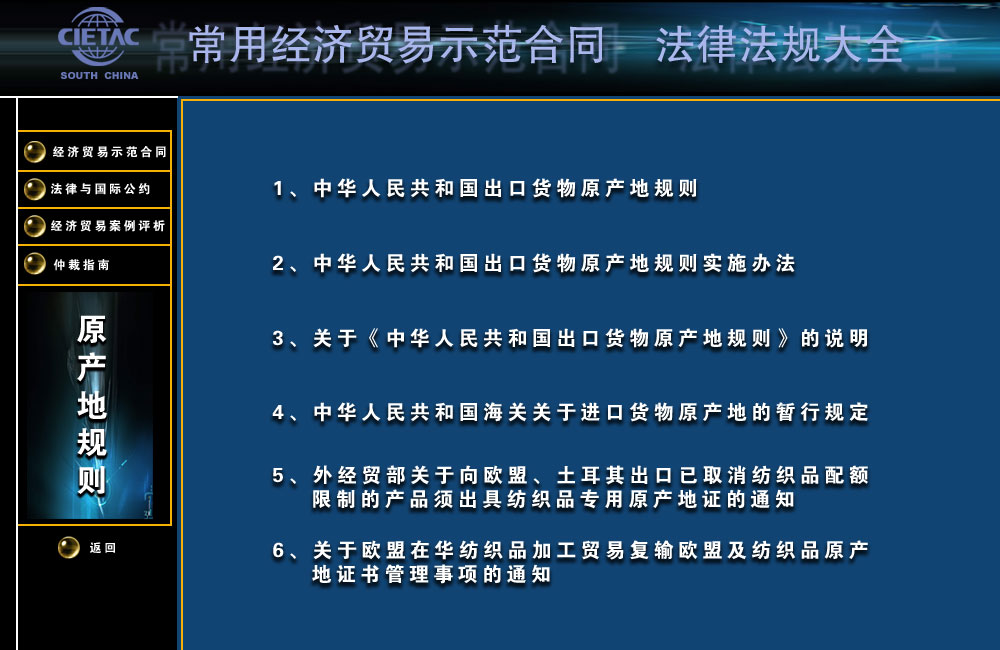 CIETAC
SOUTH CHINA
常用经济贸易示范合同 法律法规大全
经济贸易示范合同
法律与国际公约
经济贸易案例评析
仲裁指南
原产地规则
返回
1、中华人民共和国出口货物原产地规则
2、中华人民共和国出口货物原产地规则实施办法
3、关于《中华人民共和国出口货物原产地规则》的说明
4、中华人民共和国海关关于进口货物原产地的暂行规定
5、外经贸部关于向欧盟、土耳其出口已取消纺织品配额
限制的产品须出具纺织品专用原产地证的通知
6、关于欧盟在华纺织品加工贸易复输欧盟及纺织品原产
地证书管理事项的通知